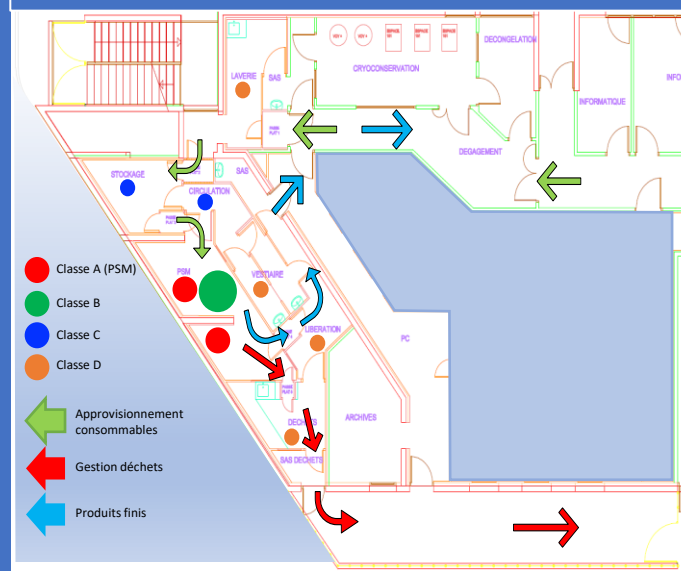 DECONGELATION
CRYOCONSERVATION
LAVERIE
SAS
INFORMATIQUE
INFO
DEGAGEMENT
STOCKAGE
SAS
CIRCULATION
Classe A (PSM)
Classe B
Classe C
Classe D
PSM
VESTIAIRE
LIBERATION
PC
ARCHIVES
DECHETS
SAS DECHETS
Approvisionnement
consommables
Gestion déchets
Produits finis